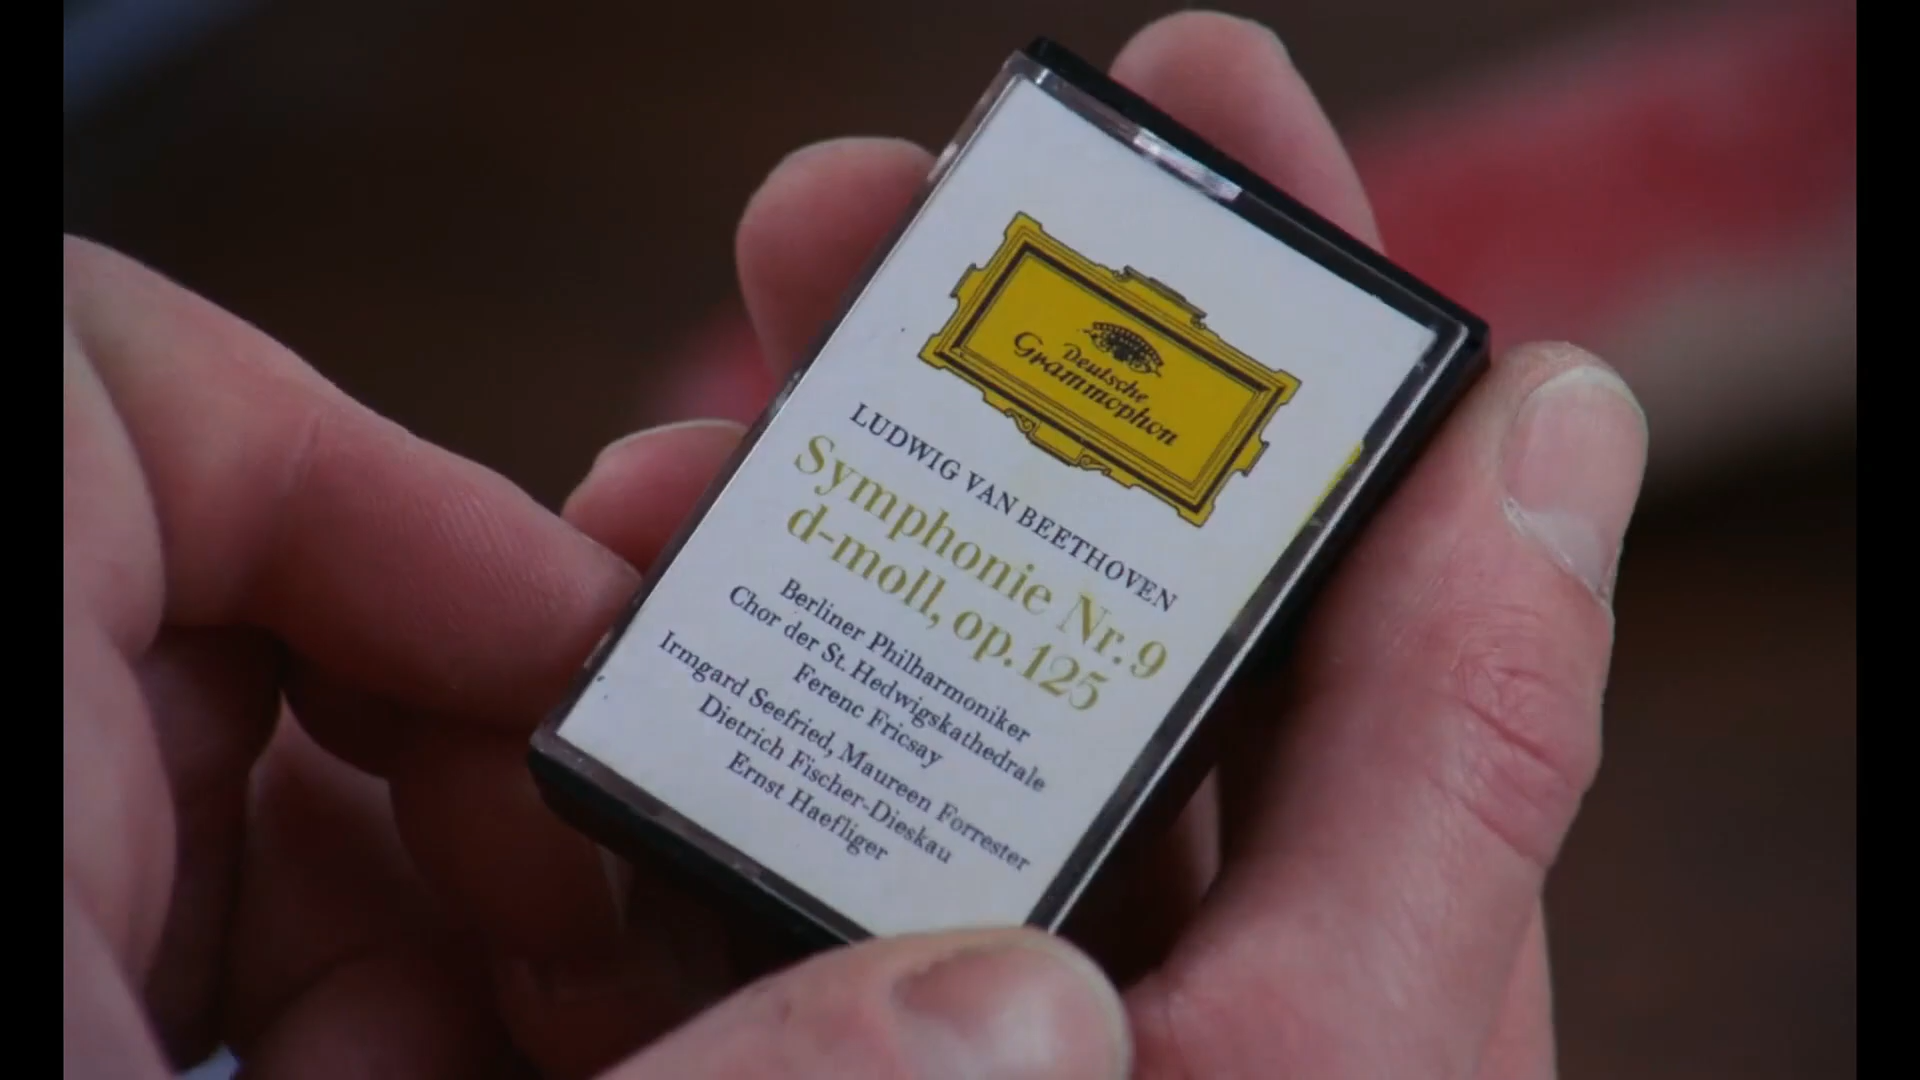 Deutsche
Grammophon
LUDWIG VAN BEETHOVEN
Symphonie Nr. 9
d-moll, op. 125
Berliner Philharmoniker
Chor der St. Hedwigskathedrale
Ferenc Fricsay
Irmgard Seefried, Maureen Forrester
Dietrich Fischer-Dieskau
Ernst Haefliger